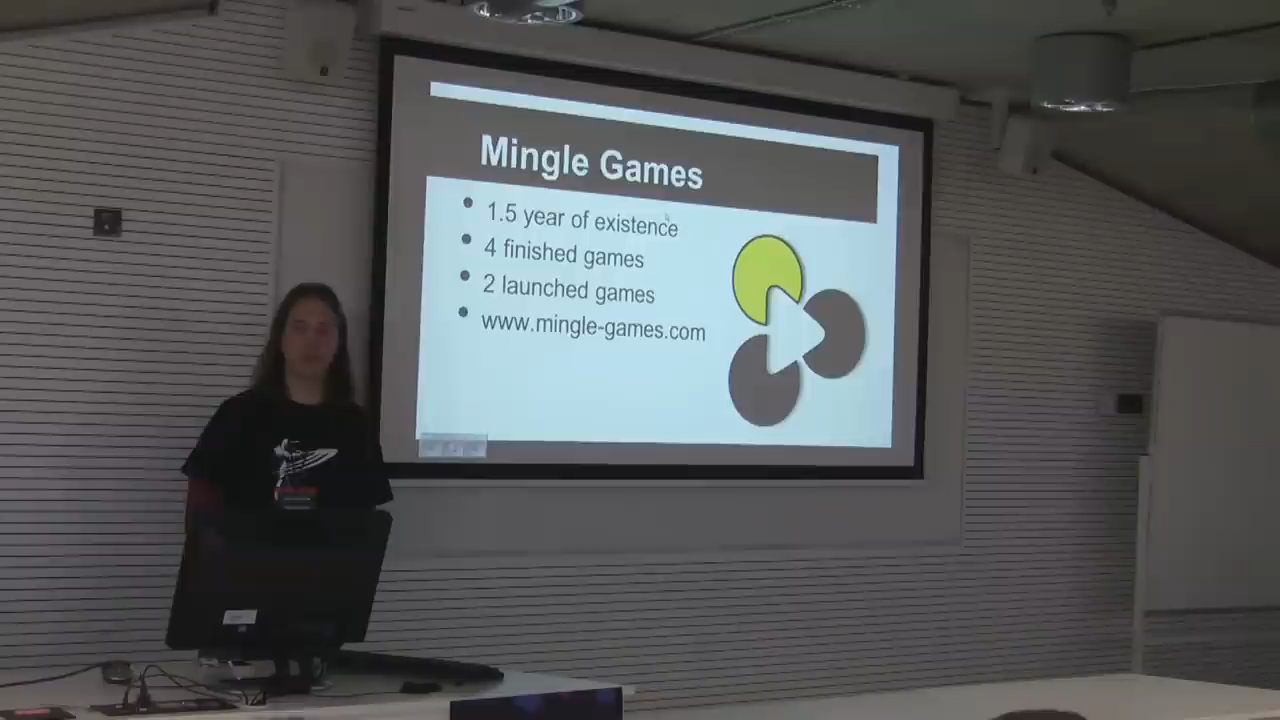 Mingle Games
1.5 year of existence
4 finished games
2 launched games
www.mingle-games.com